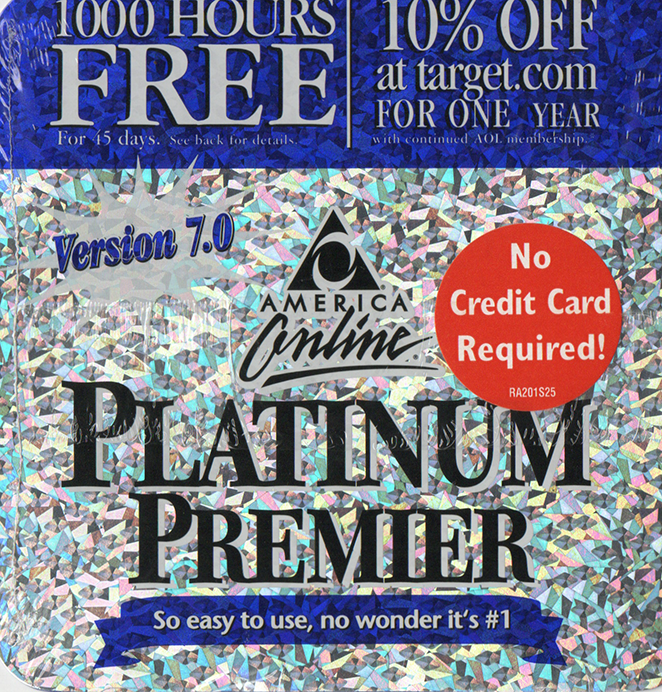 1000 HOURS
FREE
For 45 days. See back for details.
10% OFF
at target.com
FOR ONE YEAR
with continued AOL membership.
Version 7.0
AMERICA
Online
No
Credit Card
Required!
RA201S25
PLATINUM
PREMIER
So easy to use, no wonder it's #1